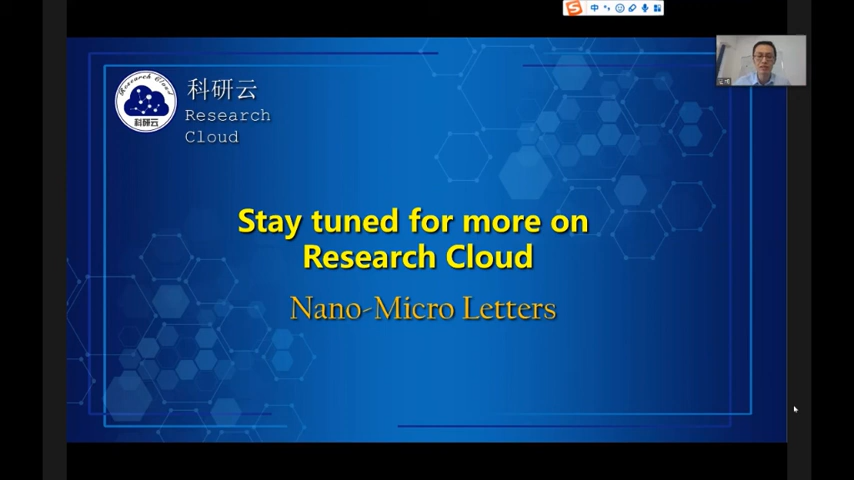 中
科研云
Research
Cloud
Research Cloud
科研云
Stay tuned for more on
Research Cloud
Nano-Micro Letters